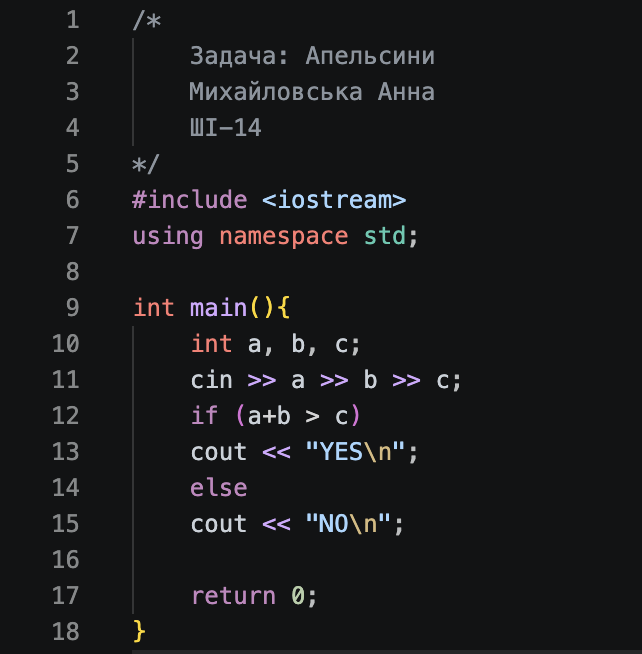 1 /*
2 Задача: Апельсини
3 Михайловська Анна
4 ШІ-14
5 */
6 #include <iostream>
7 using namespace std;
8
9 int main(){
10 int a, b, c;
11 cin >> a >> b >> c;
12 if (a+b > c)
13 cout << "YES\n";
14 else
15 cout << "NO\n";
16
17 return 0;
18 }